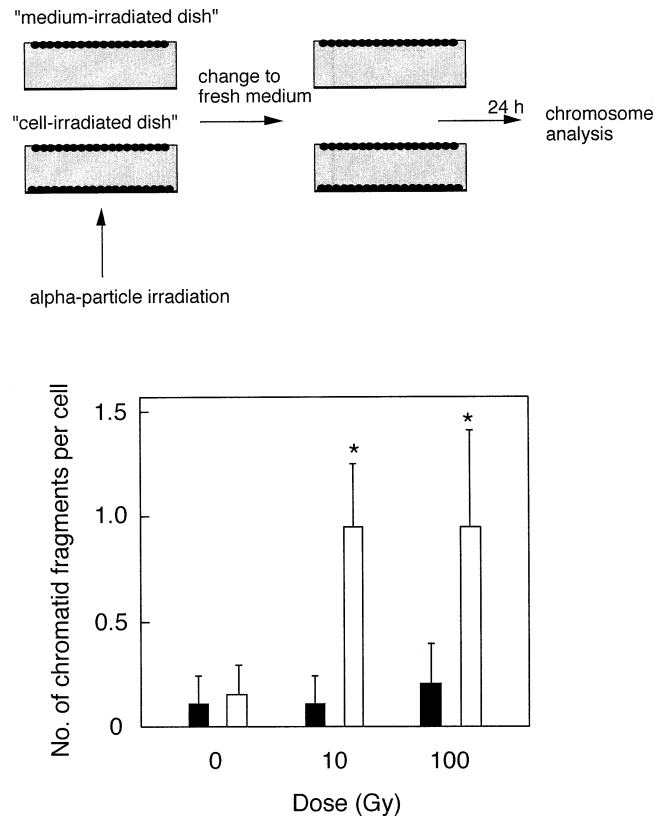 "medium-irradiated dish"
change to
fresh medium
"cell-irradiated dish"
24 h
chromosome
analysis
alpha-particle irradiation
No. of chromatid fragments per cell
1.5
1.0
0.5
0
*
*
0
10
100
Dose (Gy)